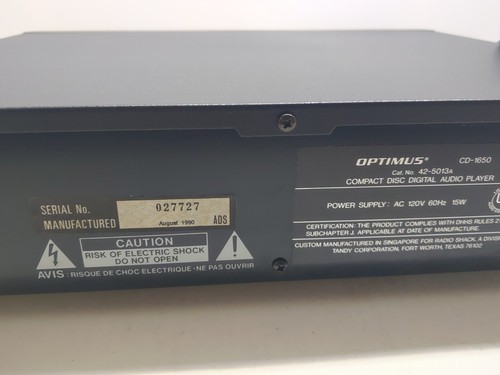 SERIAL No. 027727
MANUFACTURED August 1990 ADS
CAUTION
RISK OF ELECTRIC SHOCK
DO NOT OPEN
AVIS: RISQUE DE CHOC ELECTRIQUE-NE PAS OUVRIR
OPTIMUS® CD-1650
Cat. No. 42-5013A
COMPACT DISC DIGITAL AUDIO PLAYER
POWER SUPPLY: AC 120V 60Hz 15W
CERTIFICATION: THE PRODUCT COMPLIES WITH DHHS RULES
SUBCHAPTER J. APPLICABLE AT DATE OF MANUFACTURE.
CUSTOM MANUFACTURED IN SINGAPORE FOR RADIO SHACK, A
TANDY CORPORATION, FORT WORTH, TEXAS 76102